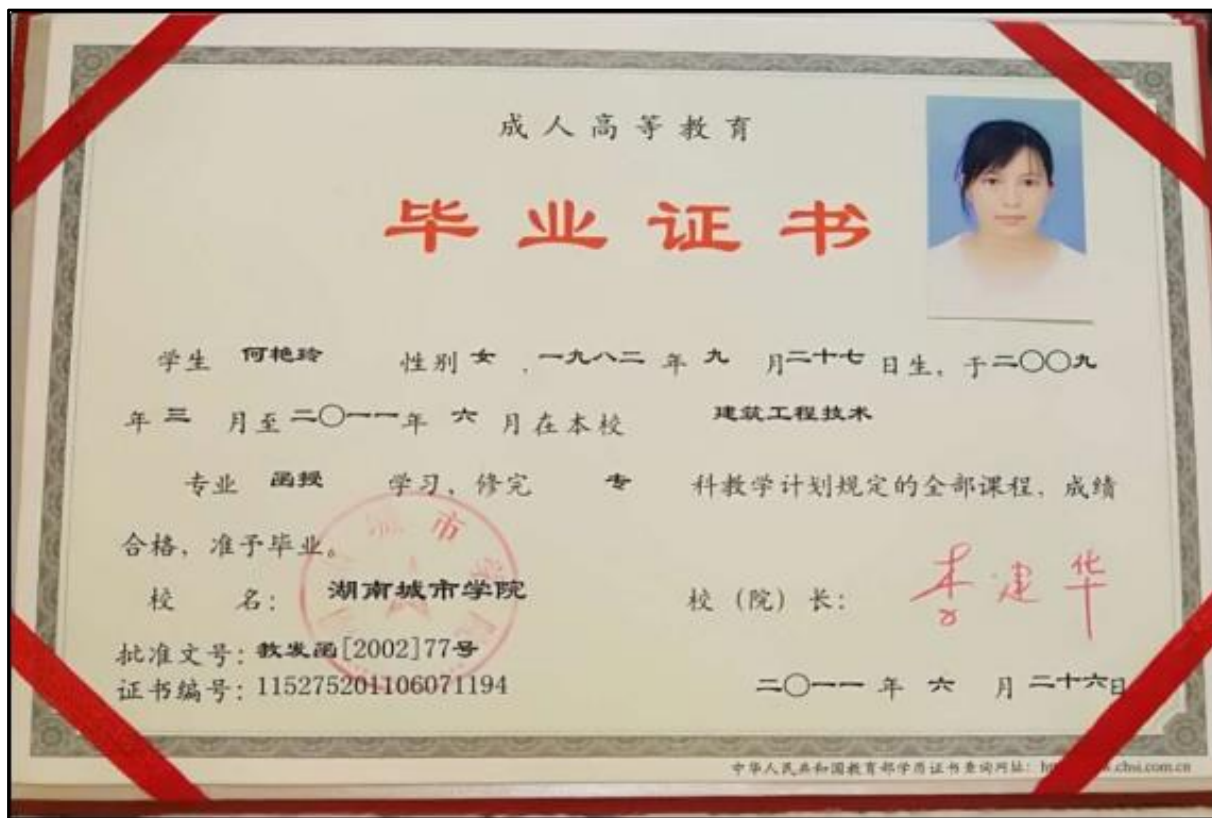 成人高等教育
毕业证书
学生 何艳玲 性别 女 ，一九八二 年 九 月二十七 日生，于二〇〇九
年 三 月至 二〇一一 年 六 月在本校 建筑工程技术
专业 函授 学习，修完 专 科教学计划规定的全部课程，成绩
合格，准予毕业。
校 名： 湖南城市学院 校（院）长： 李建华
批准文号：教发函[2002]77号
证书编号：115275201106071194 二〇一一 年 六 月 二十六日
中华人民共和国教育部学历证书查询网址： .chsi.com.cn